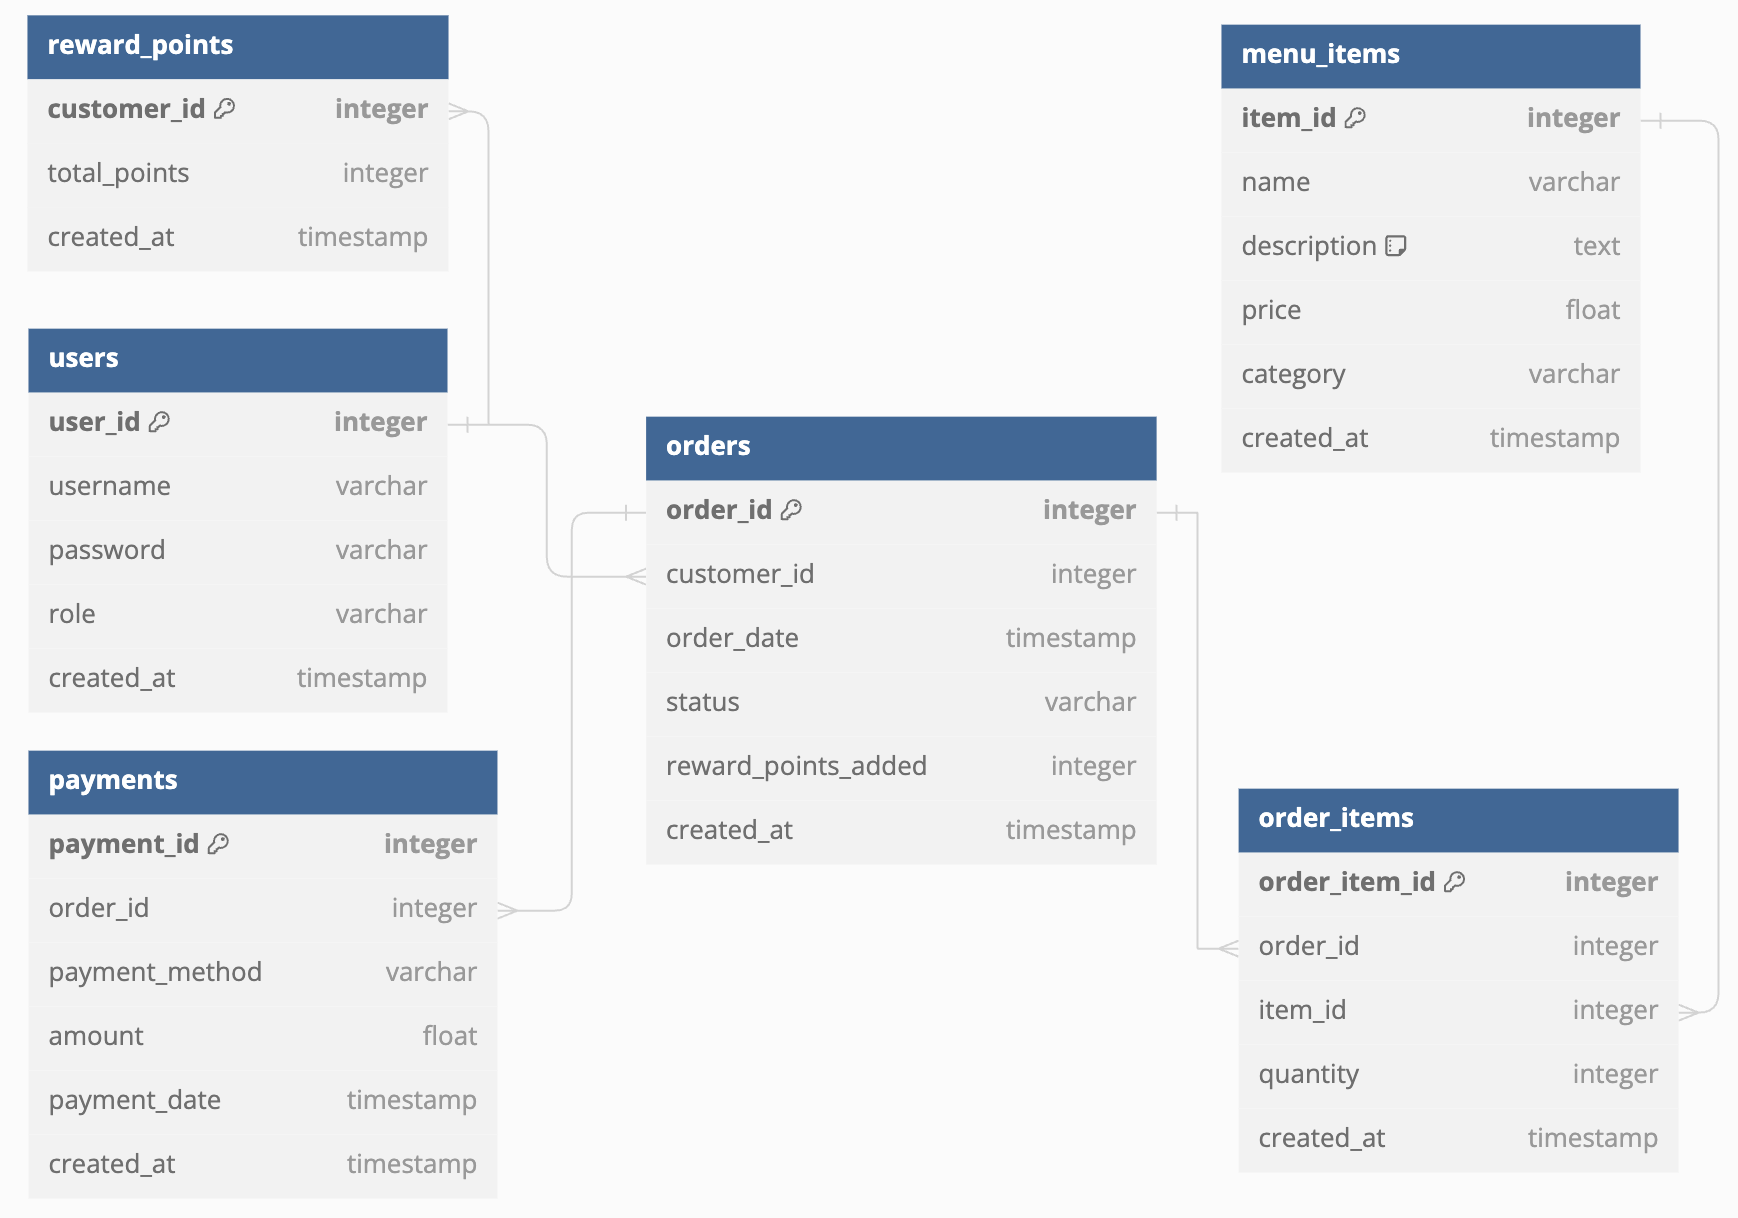 reward_points
customer_id integer
total_points integer
created_at timestamp
users
user_id integer
username varchar
password varchar
role varchar
created_at timestamp
payments
payment_id integer
order_id integer
payment_method varchar
amount float
payment_date timestamp
created_at timestamp
orders
order_id integer
customer_id integer
order_date timestamp
status varchar
reward_points_added integer
created_at timestamp
menu_items
item_id integer
name varchar
description text
price float
category varchar
created_at timestamp
order_items
order_item_id integer
order_id integer
item_id integer
quantity integer
created_at timestamp